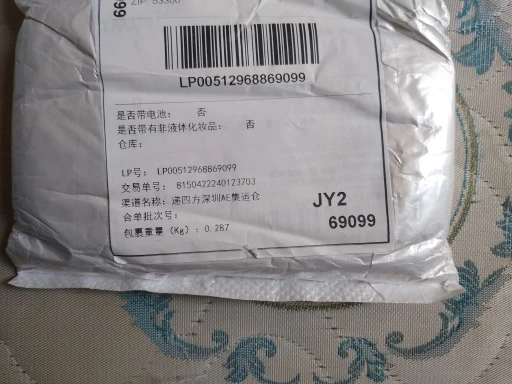 99
ZIP: 53300
LP00512968869099
是否带电池： 否
是否带有非液体化妆品： 否
仓库：
LP号： LP00512968869099
交易单号： B150422240123703
渠道名称：递四方深圳AE集运仓
合单批次号：
包裹重量（Kg）：0.287
JY2
69099